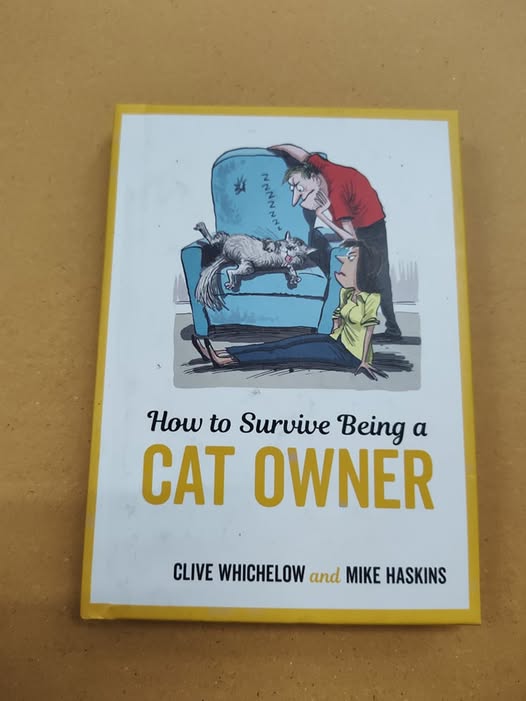 z z z z z z z
How to Survive Being a
CAT OWNER
CLIVE WHICHELOW and MIKE HASKINS